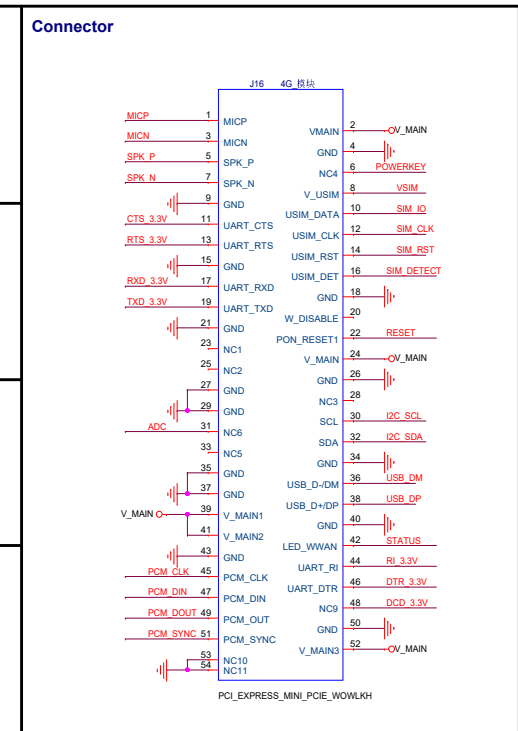 Connector
J16 4G_模块
MICP 1 MICP
VMAIN 2 V_MAIN
MICN 3 MICN
GND 4
SPK_P 5 SPK_P
NC4 6 POWERKEY
SPK_N 7 SPK_N
V_USIM 8 VSIM
9 GND
USIM_DATA 10 SIM_IO
CTS_3.3V 11 UART_CTS
USIM_CLK 12 SIM_CLK
RTS_3.3V 13 UART_RTS
USIM_RST 14 SIM_RST
15 GND
USIM_DET 16 SIM_DETECT
RXD_3.3V 17 UART_RXD
GND 18
TXD_3.3V 19 UART_TXD
W_DISABLE 20
21 GND
PON_RESET1 22 RESET
23 NC1
V_MAIN 24 V_MAIN
25 NC2
GND 26
27 GND
NC3 28
29 GND
SCL 30 I2C_SCL
ADC 31 NC6
SDA 32 I2C_SDA
33 NC5
GND 34
35 GND
USB_D-/DM 36 USB_DM
37 GND
USB_D+/DP 38 USB_DP
V_MAIN 39 V_MAIN1
GND 40
41 V_MAIN2
LED_WWAN 42 STATUS
43 GND
UART_RI 44 RI_3.3V
PCM_CLK 45 PCM_CLK
UART_DTR 46 DTR_3.3V
PCM_DIN 47 PCM_DIN
NC9 48 DCD_3.3V
PCM_DOUT 49 PCM_OUT
GND 50
PCM_SYNC 51 PCM_SYNC
V_MAIN3 52 V_MAIN
53 NC10
54 NC11
PCI_EXPRESS_MINI_PCIE_WOWLKH